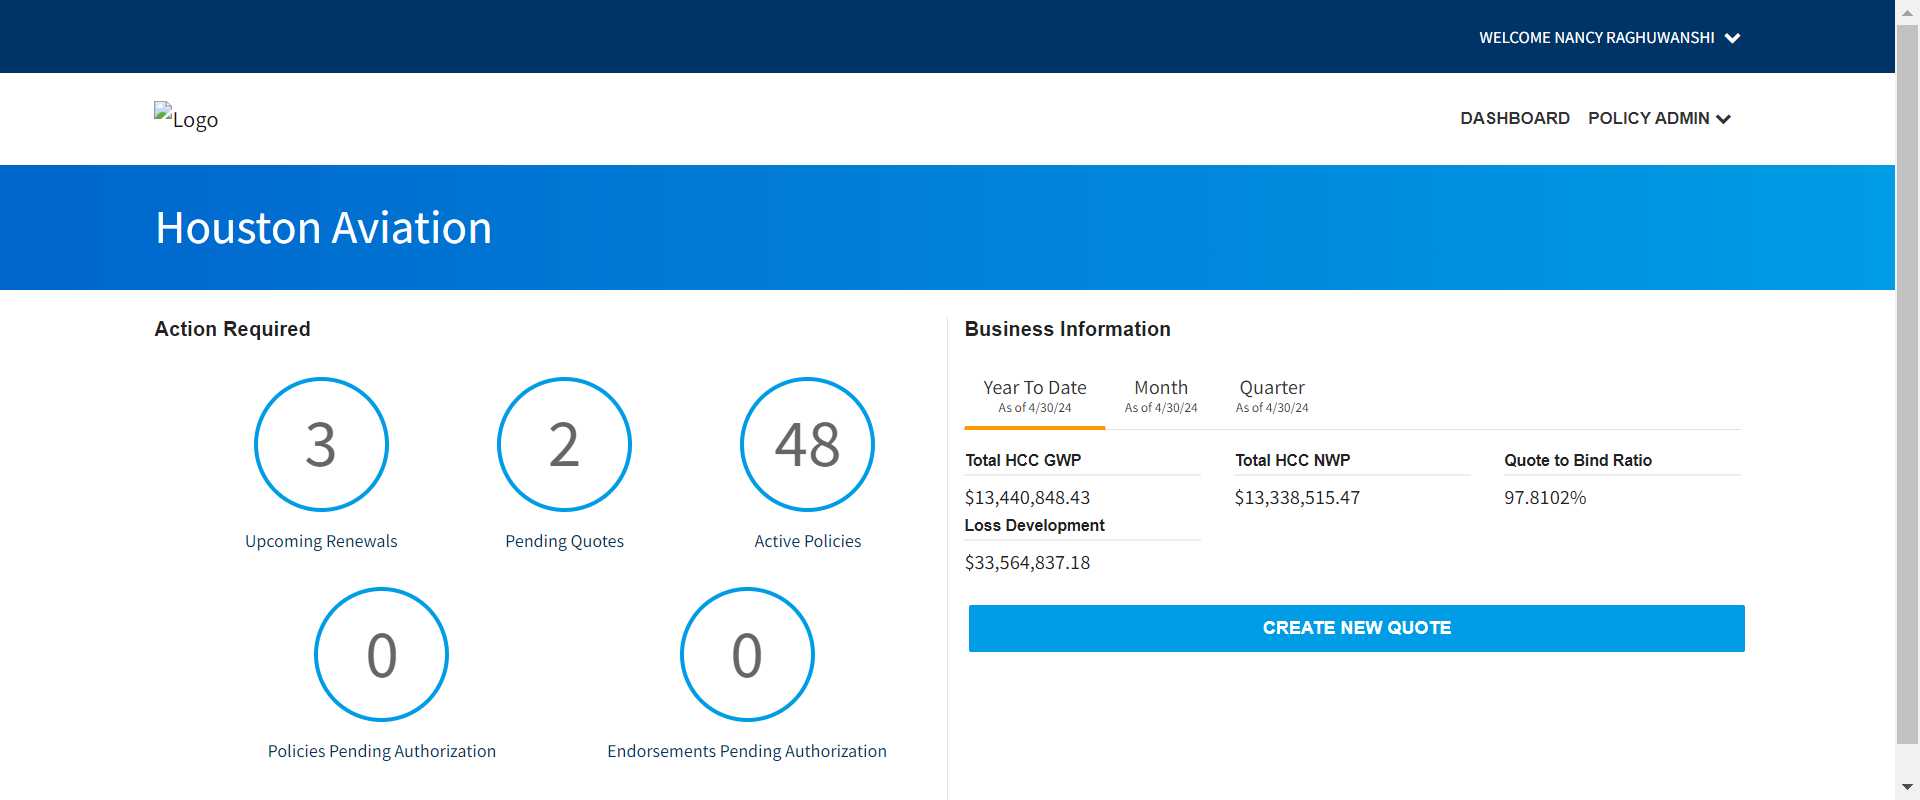 WELCOME NANCY RAGHUWANSHI
Logo
DASHBOARD POLICY ADMIN
Houston Aviation
Action Required
3 2 48
Upcoming Renewals Pending Quotes Active Policies
0 0
Policies Pending Authorization Endorsements Pending Authorization
Business Information
Year To Date Month Quarter
As of 4/30/24 As of 4/30/24 As of 4/30/24
Total HCC GWP Total HCC NWP Quote to Bind Ratio
$13,440,848.43 $13,338,515.47 97.8102%
Loss Development
$33,564,837.18
CREATE NEW QUOTE